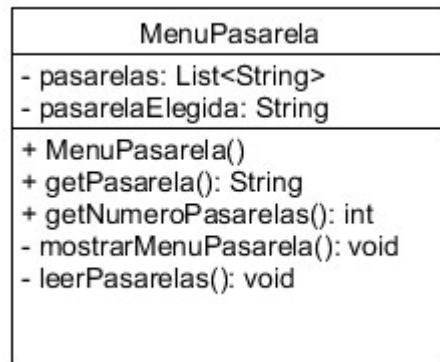 MenuPasarela
- pasarelas: List<String>
- pasarelaElegida: String
+ MenuPasarela()
+ getPasarela(): String
+ getNumeroPasarelas(): int
- mostrarMenuPasarela(): void
- leerPasarelas(): void